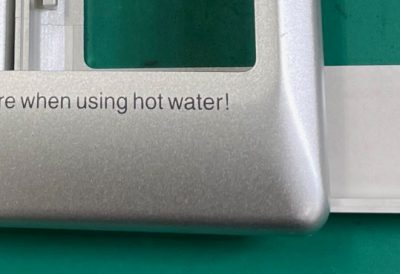 re when using hot water!